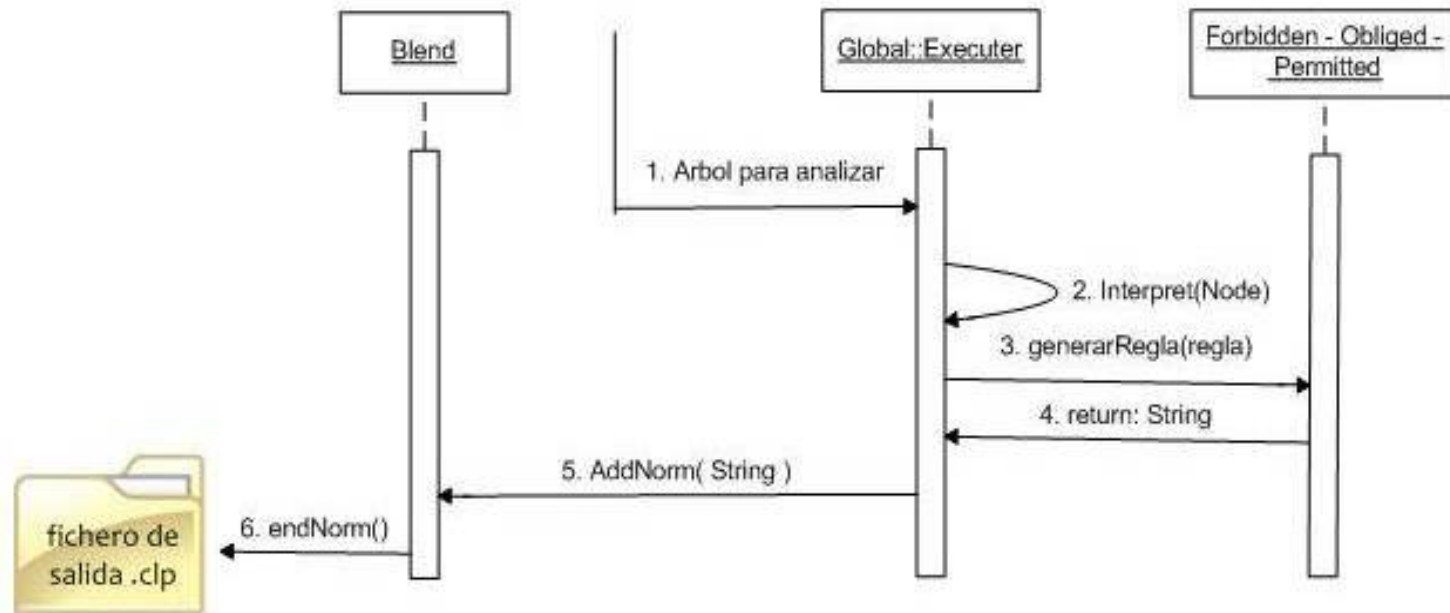 Blend
Global::Executer
Forbidden - Obliged -
Permitted
1. Arbol para analizar
2. Interpret(Node)
3. generarRegla(regla)
4. return: String
5. AddNorm( String )
6. endNorm()
fichero de
salida .clp